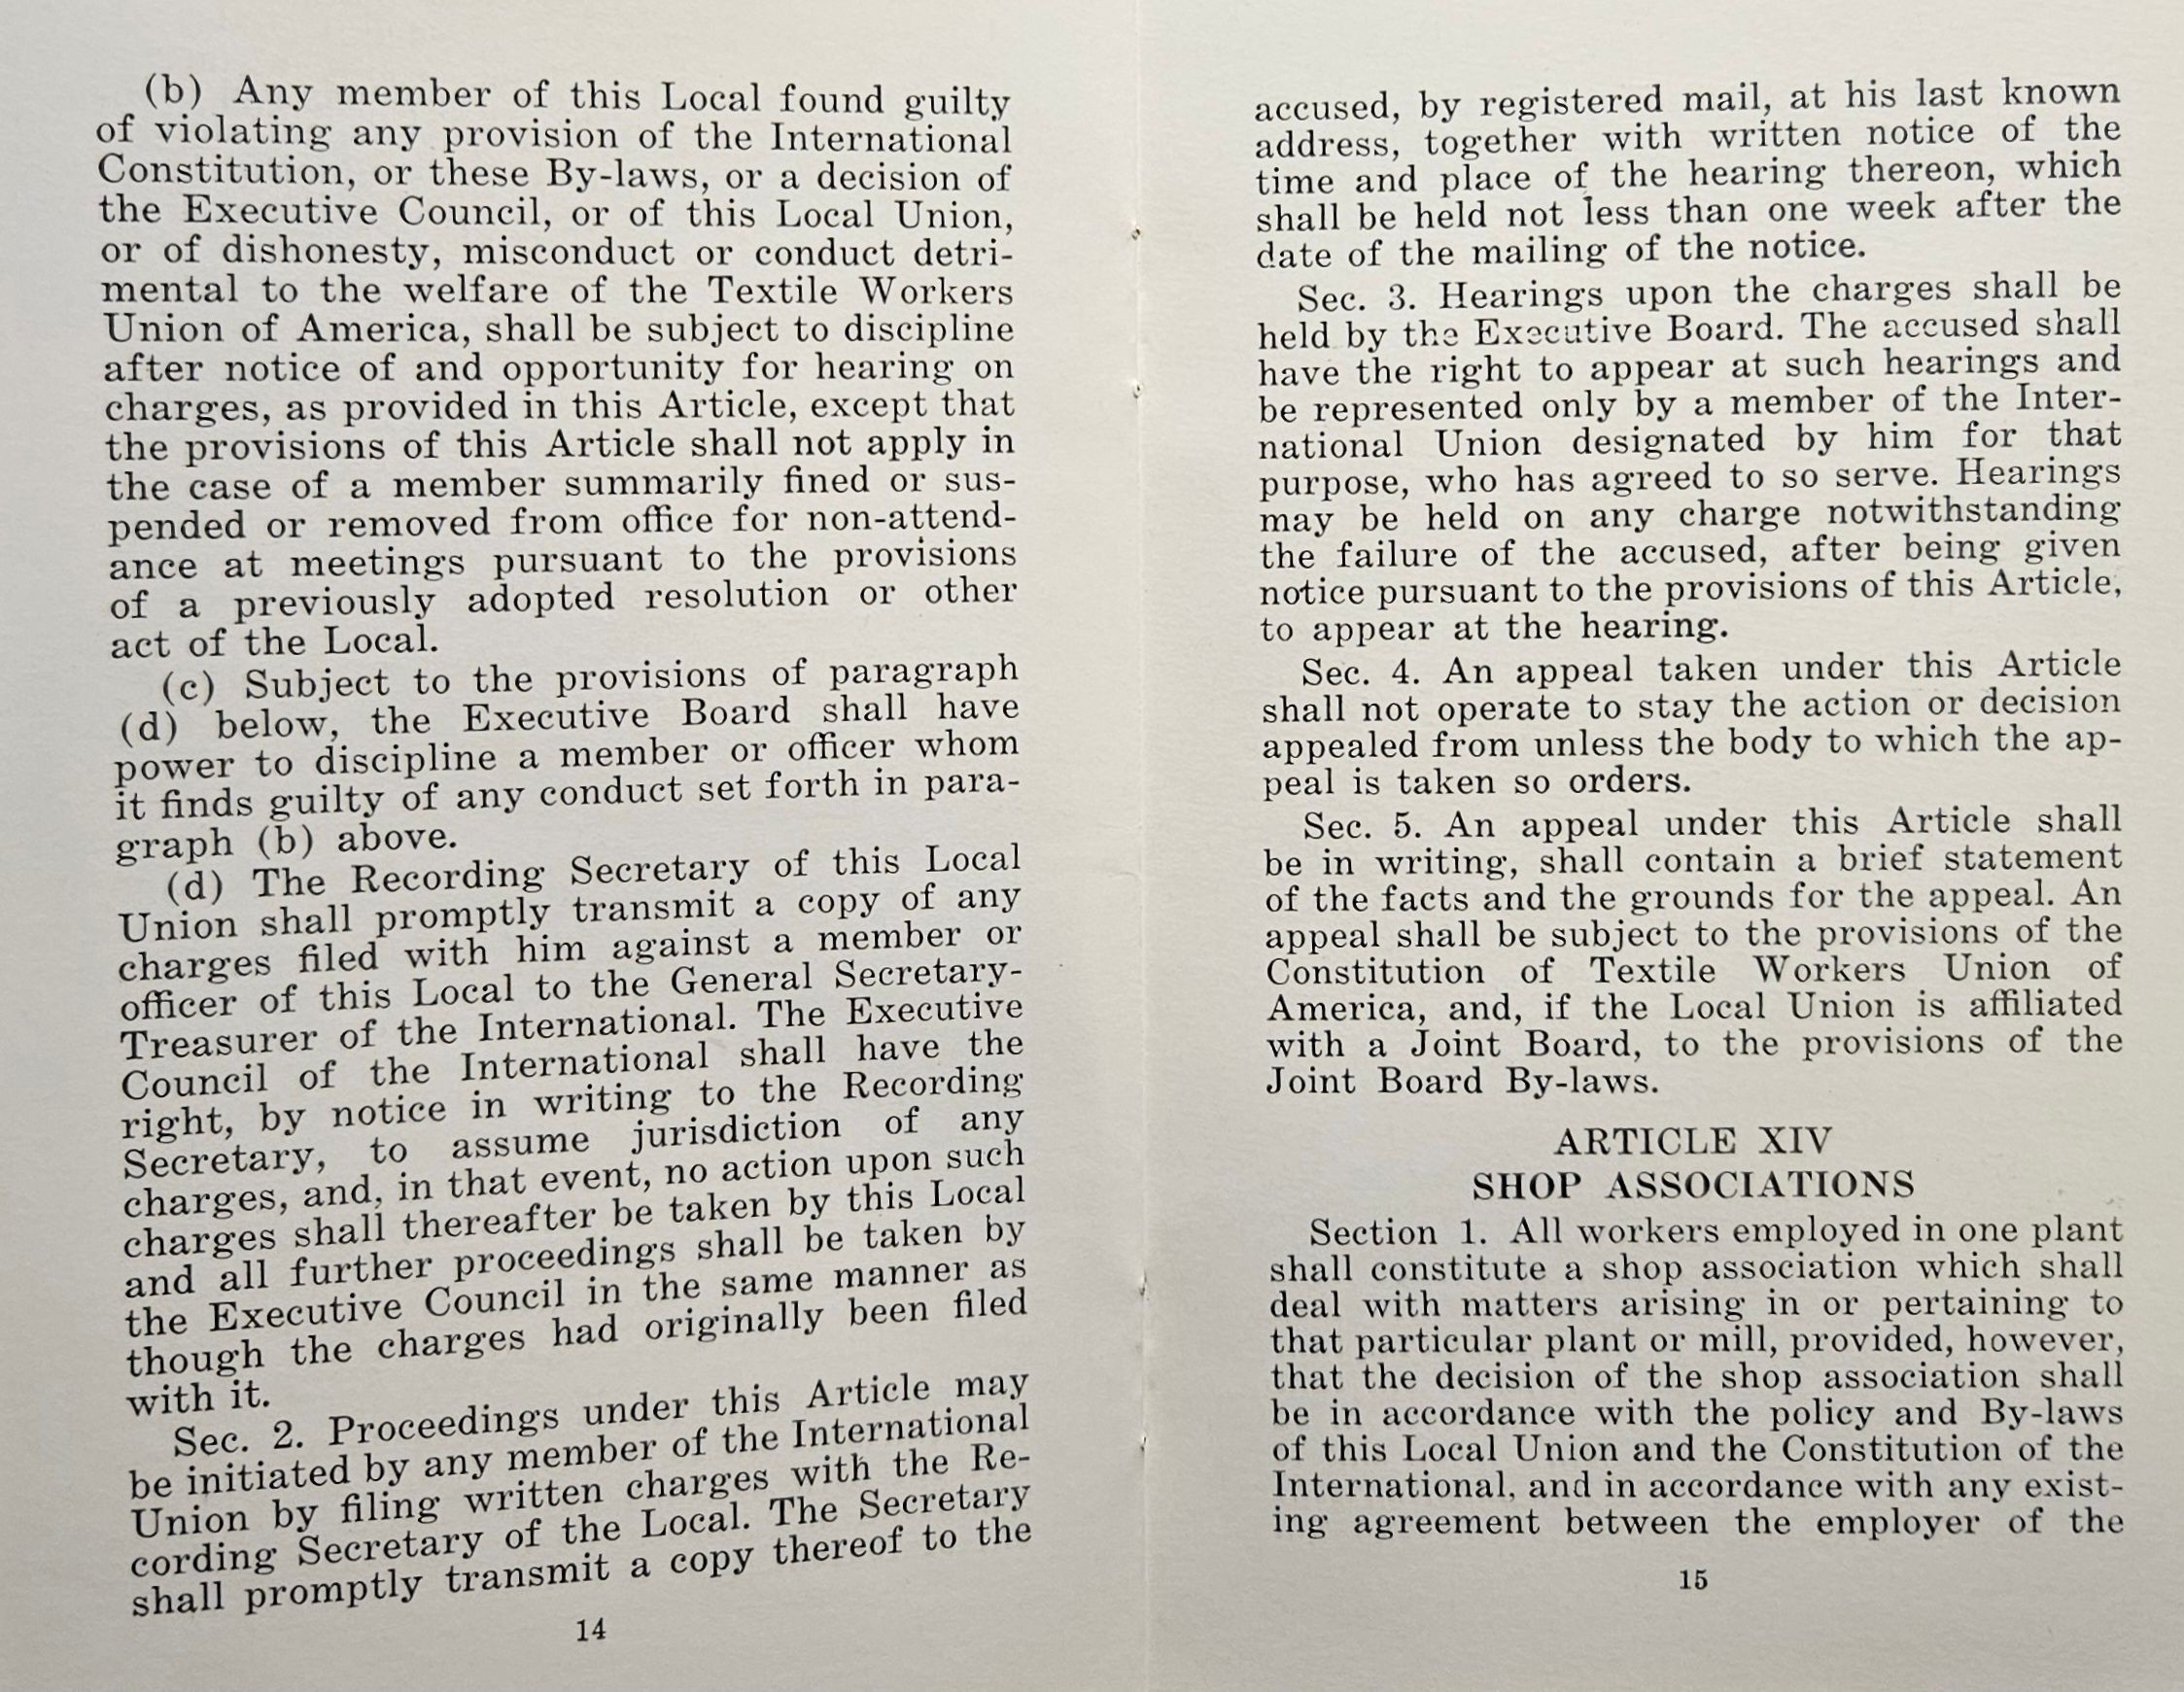 (b) Any member of this Local found guilty
of violating any provision of the International
Constitution, or these By-laws, or a decision of
the Executive Council, or of this Local Union,
or of dishonesty, misconduct or conduct detri-
mental to the welfare of the Textile Workers
Union of America, shall be subject to discipline
after notice of and opportunity for hearing on
charges, as provided in this Article, except that
the provisions of this Article shall not apply in
the case of a member summarily fined or sus-
pended or removed from office for non-attend-
ance at meetings pursuant to the provisions
of a previously adopted resolution or other
act of the Local.
(c) Subject to the provisions of paragraph
(d) below, the Executive Board shall have
power to discipline a member or officer whom
it finds guilty of any conduct set forth in para-
graph (b) above.
(d) The Recording Secretary of this Local
Union shall promptly transmit a copy of any
charges filed with him against a member or
officer of this Local to the General Secretary-
Treasurer of the International. The Executive
Council of the International shall have the
right, by notice in writing to the Recording
Secretary, to assume jurisdiction of any
charges, and, in that event, no action upon such
charges shall thereafter be taken by this Local
and all further proceedings shall be taken by
the Executive Council in the same manner as
though the charges had originally been filed
with it.
Sec. 2. Proceedings under this Article may
be initiated by any member of the International
Union by filing written charges with the Re-
cording Secretary of the Local. The Secretary
shall promptly transmit a copy thereof to the
14
accused, by registered mail, at his last known
address, together with written notice of the
time and place of the hearing thereon, which
shall be held not less than one week after the
date of the mailing of the notice.
Sec. 3. Hearings upon the charges shall be
held by the Executive Board. The accused shall
have the right to appear at such hearings and
be represented only by a member of the Inter-
national Union designated by him for that
purpose, who has agreed to so serve. Hearings
may be held on any charge notwithstanding
the failure of the accused, after being given
notice pursuant to the provisions of this Article,
to appear at the hearing.
Sec. 4. An appeal taken under this Article
shall not operate to stay the action or decision
appealed from unless the body to which the ap-
peal is taken so orders.
Sec. 5. An appeal under this Article shall
be in writing, shall contain a brief statement
of the facts and the grounds for the appeal. An
appeal shall be subject to the provisions of the
Constitution of Textile Workers Union of
America, and, if the Local Union is affiliated
with a Joint Board, to the provisions of the
Joint Board By-laws.
ARTICLE XIV
SHOP ASSOCIATIONS
Section 1. All workers employed in one plant
shall constitute a shop association which shall
deal with matters arising in or pertaining to
that particular plant or mill, provided, however,
that the decision of the shop association shall
be in accordance with the policy and By-laws
of this Local Union and the Constitution of the
International, and in accordance with any exist-
ing agreement between the employer of the
15